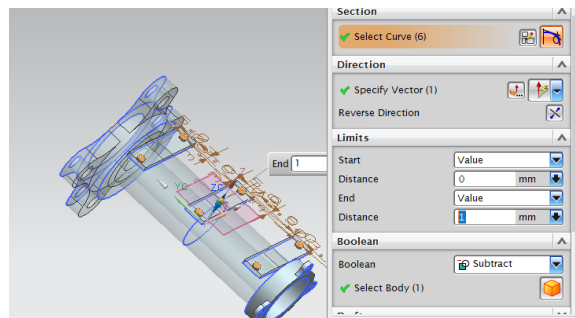 Section
Select Curve (6)
Direction
Specify Vector (1)
Reverse Direction
Limits
Start Value
Distance 0 mm
End Value
Distance 1 mm
Boolean
Boolean Subtract
Select Body (1)
End 1
YC ZC